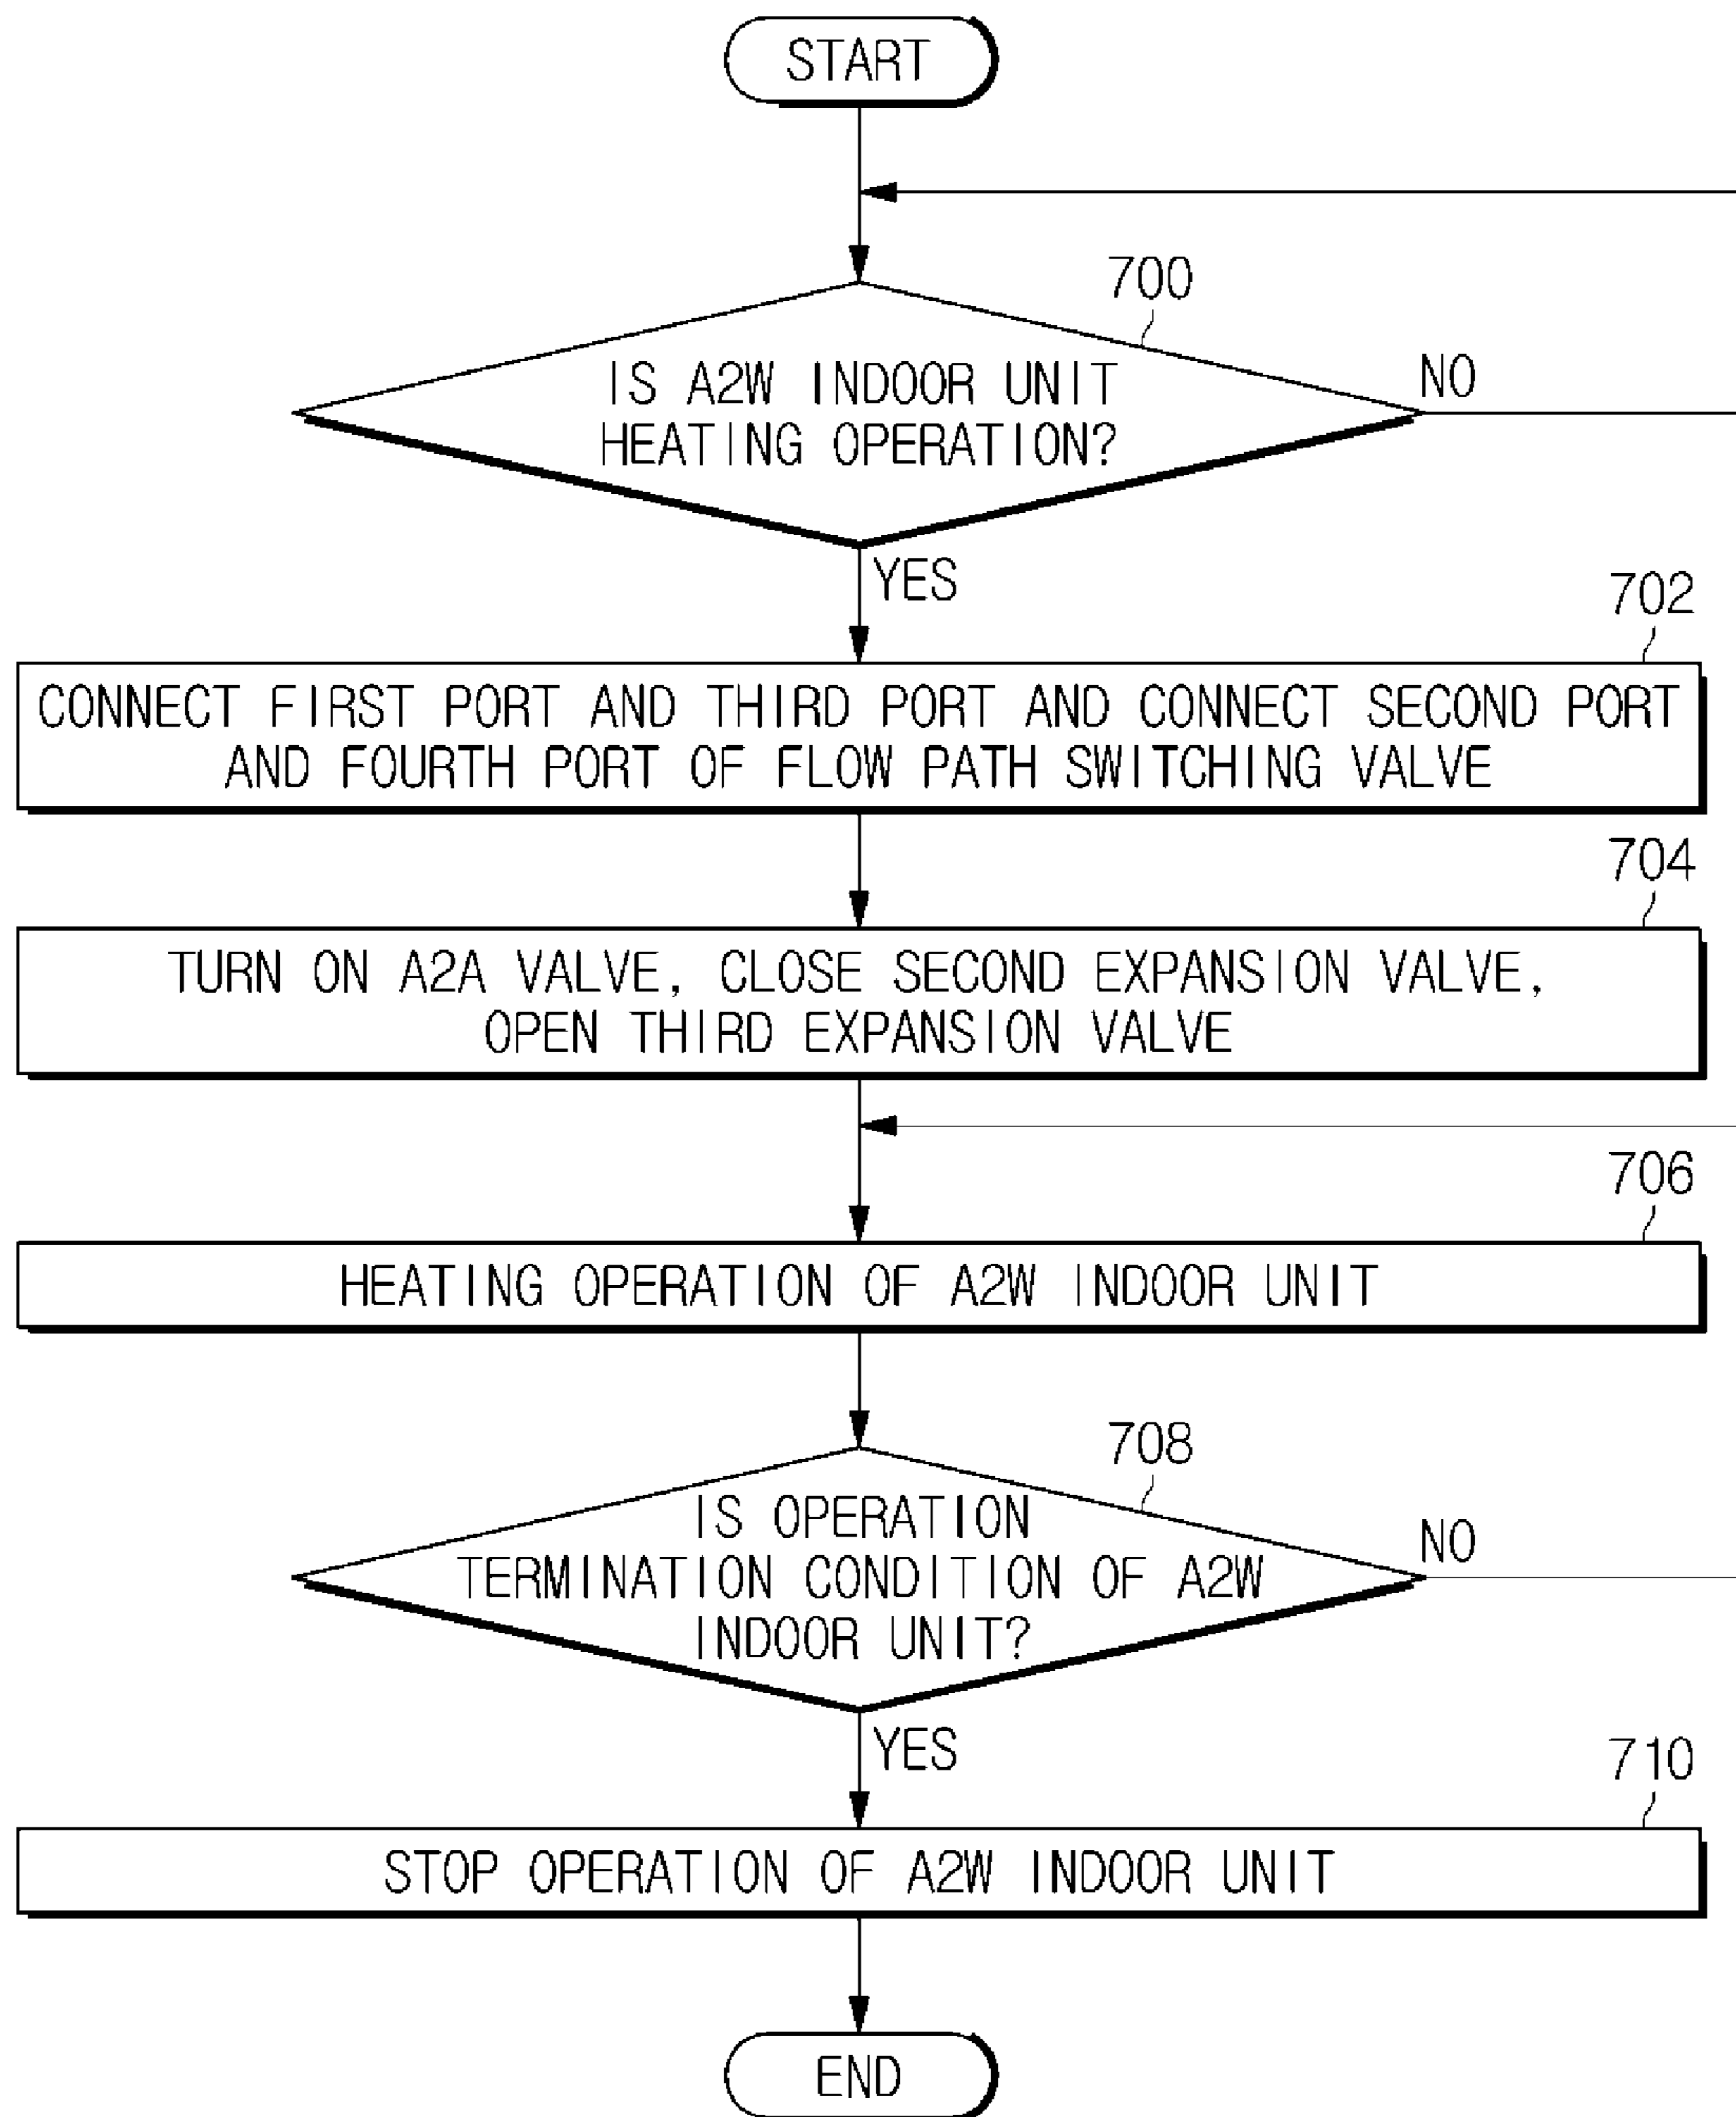 START
700
IS A2W INDOOR UNIT
HEATING OPERATION?
NO
YES
702
CONNECT FIRST PORT AND THIRD PORT AND CONNECT SECOND PORT
AND FOURTH PORT OF FLOW PATH SWITCHING VALVE
704
TURN ON A2A VALVE, CLOSE SECOND EXPANSION VALVE,
OPEN THIRD EXPANSION VALVE
706
HEATING OPERATION OF A2W INDOOR UNIT
708
IS OPERATION
TERMINATION CONDITION OF A2W
INDOOR UNIT?
NO
YES
710
STOP OPERATION OF A2W INDOOR UNIT
END